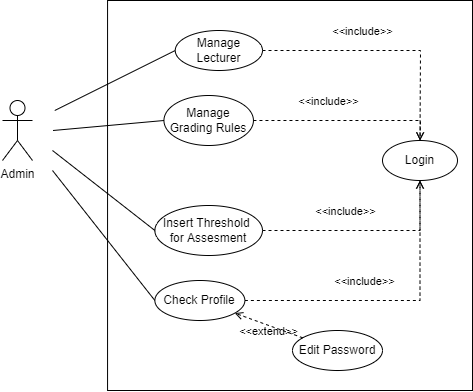 <<include>>
Manage
Lecturer
<<include>>
Manage
Grading Rules
Login
Admin
<<include>>
Insert Threshold
for Assesment
<<include>>
Check Profile
<<extend>>
Edit Password